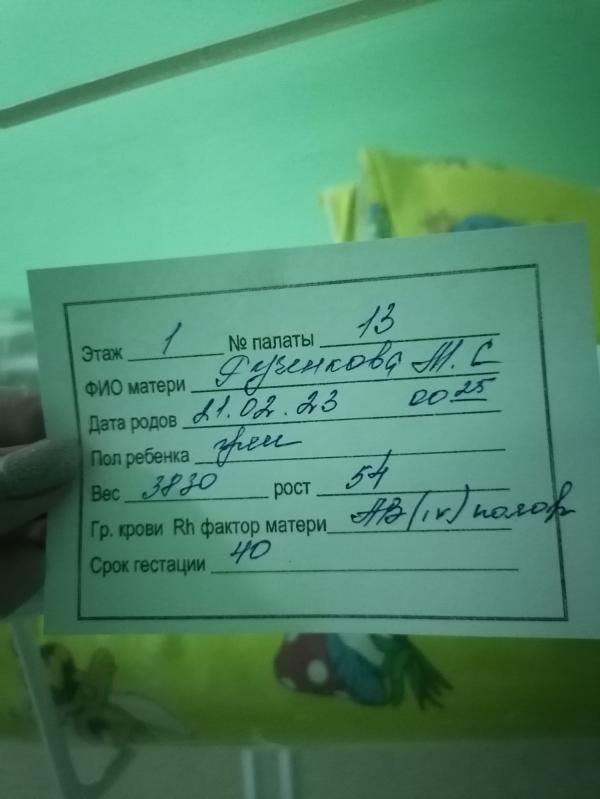 Этаж 1 № палаты 13
ФИО матери Гузенкова М. С
Дата родов 21.02.23 00 25
Пол ребенка
Вес 3830 рост 54
Гр. крови Rh фактор матери АВ (IV) полож
Срок гестации 40